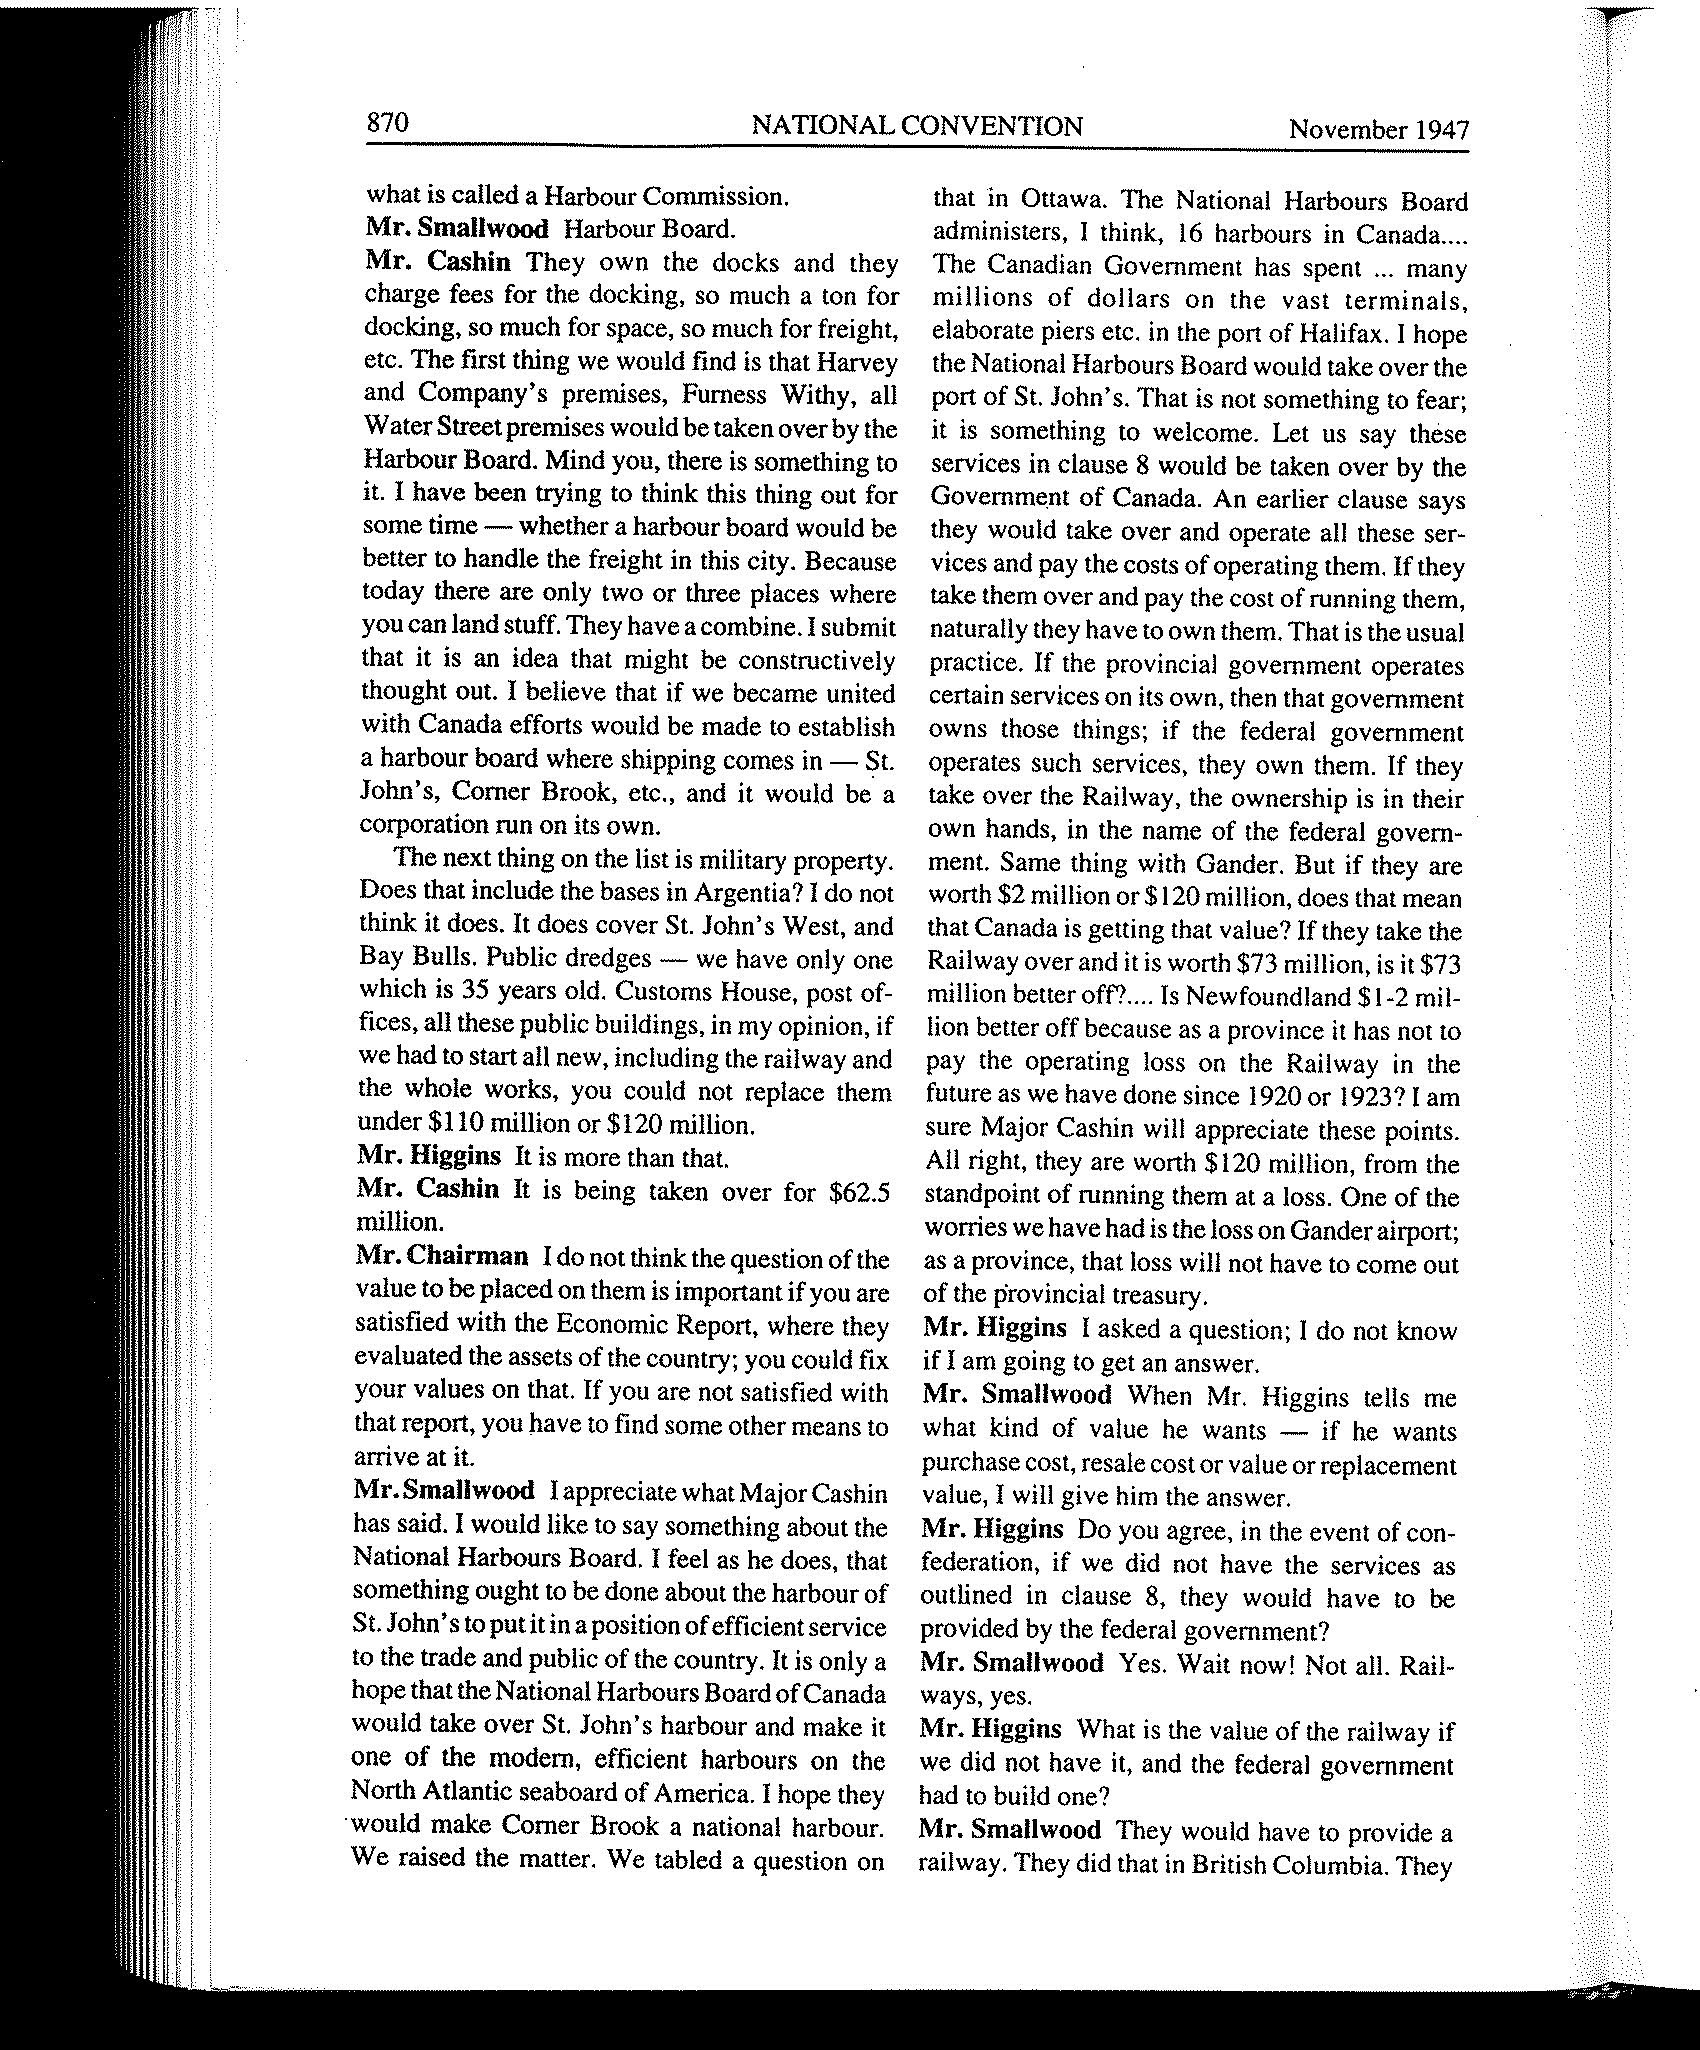 870
NATIONAL CONVENTION
November 1947
what is called a Harbour Commission.
Mr. Smallwood Harbour Board.
Mr. Cashin They own the docks and they
charge fees for the docking, so much a ton for
docking, so much for space, so much for freight,
etc. The first thing we would find is that Harvey
and Company's premises, Furness Withy, all
Water Street premises would be taken over by the
Harbour Board. Mind you, there is something to
it. I have been trying to think this thing out for
some time — whether a harbour board would be
better to handle the freight in this city. Because
today there are only two or three places where
you can land stuff. They have a combine. I submit
that it is an idea that might be constructively
thought out. I believe that if we became united
with Canada efforts would be made to establish
a harbour board where shipping comes in — St.
John's, Corner Brook, etc., and it would be a
corporation run on its own.
The next thing on the list is military property.
Does that include the bases in Argentia? I do not
think it does. It does cover St. John's West, and
Bay Bulls. Public dredges — we have only one
which is 35 years old. Customs House, post of-
fices, all these public buildings, in my opinion, if
we had to start all new, including the railway and
the whole works, you could not replace them
under $110 million or $120 million.
Mr. Higgins It is more than that.
Mr. Cashin It is being taken over for $62.5
million.
Mr. Chairman I do not think the question of the
value to be placed on them is important if you are
satisfied with the Economic Report, where they
evaluated the assets of the country; you could fix
your values on that. If you are not satisfied with
that report, you have to find some other means to
arrive at it.
Mr. Smallwood I appreciate what Major Cashin
has said. I would like to say something about the
National Harbours Board. I feel as he does, that
something ought to be done about the harbour of
St. John's to put it in a position of efficient service
to the trade and public of the country. It is only a
hope that the National Harbours Board of Canada
would take over St. John's harbour and make it
one of the modern, efficient harbours on the
North Atlantic seaboard of America. I hope they
would make Corner Brook a national harbour.
We raised the matter. We tabled a question on
that in Ottawa. The National Harbours Board
administers, I think, 16 harbours in Canada....
The Canadian Government has spent ... many
millions of dollars on the vast terminals,
elaborate piers etc. in the port of Halifax. I hope
the National Harbours Board would take over the
port of St. John's. That is not something to fear;
it is something to welcome. Let us say these
services in clause 8 would be taken over by the
Government of Canada. An earlier clause says
they would take over and operate all these ser-
vices and pay the costs of operating them. If they
take them over and pay the cost of running them,
naturally they have to own them. That is the usual
practice. If the provincial government operates
certain services on its own, then that government
owns those things; if the federal government
operates such services, they own them. If they
take over the Railway, the ownership is in their
own hands, in the name of the federal govern-
ment. Same thing with Gander. But if they are
worth $2 million or $120 million, does that mean
that Canada is getting that value? If they take the
Railway over and it is worth $73 million, is it $73
million better off?.... Is Newfoundland $1-2 mil-
lion better off because as a province it has not to
pay the operating loss on the Railway in the
future as we have done since 1920 or 1923? I am
sure Major Cashin will appreciate these points.
All right, they are worth $120 million, from the
standpoint of running them at a loss. One of the
worries we have had is the loss on Gander airport;
as a province, that loss will not have to come out
of the provincial treasury.
Mr. Higgins I asked a question; I do not know
if I am going to get an answer.
Mr. Smallwood When Mr. Higgins tells me
what kind of value he wants — if he wants
purchase cost, resale cost or value or replacement
value, I will give him the answer.
Mr. Higgins Do you agree, in the event of con-
federation, if we did not have the services as
outlined in clause 8, they would have to be
provided by the federal government?
Mr. Smallwood Yes. Wait now! Not all. Rail-
ways, yes.
Mr. Higgins What is the value of the railway if
we did not have it, and the federal government
had to build one?
Mr. Smallwood They would have to provide a
railway. They did that in British Columbia. They